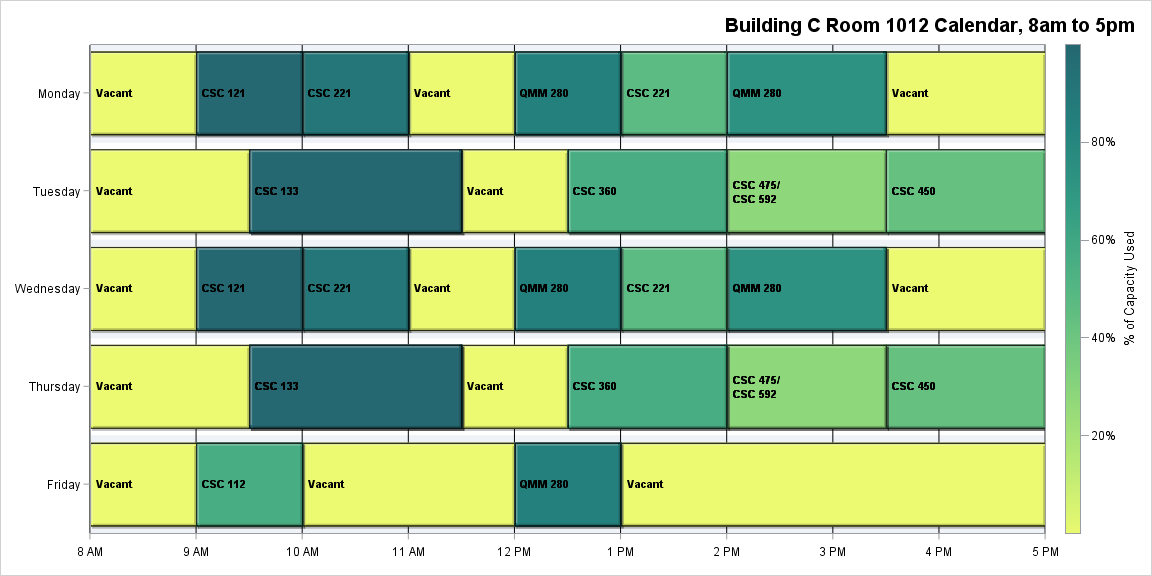 Building C Room 1012 Calendar, 8am to 5pm
Monday
Vacant
CSC 121
CSC 221
Vacant
QMM 280
CSC 221
QMM 280
Vacant
Tuesday
Vacant
CSC 133
Vacant
CSC 360
CSC 475/
CSC 592
CSC 450
Wednesday
Vacant
CSC 121
CSC 221
Vacant
QMM 280
CSC 221
QMM 280
Vacant
Thursday
Vacant
CSC 133
Vacant
CSC 360
CSC 475/
CSC 592
CSC 450
Friday
Vacant
CSC 112
Vacant
QMM 280
Vacant
8 AM
9 AM
10 AM
11 AM
12 PM
1 PM
2 PM
3 PM
4 PM
5 PM
80%
60%
40%
20%
% of Capacity Used